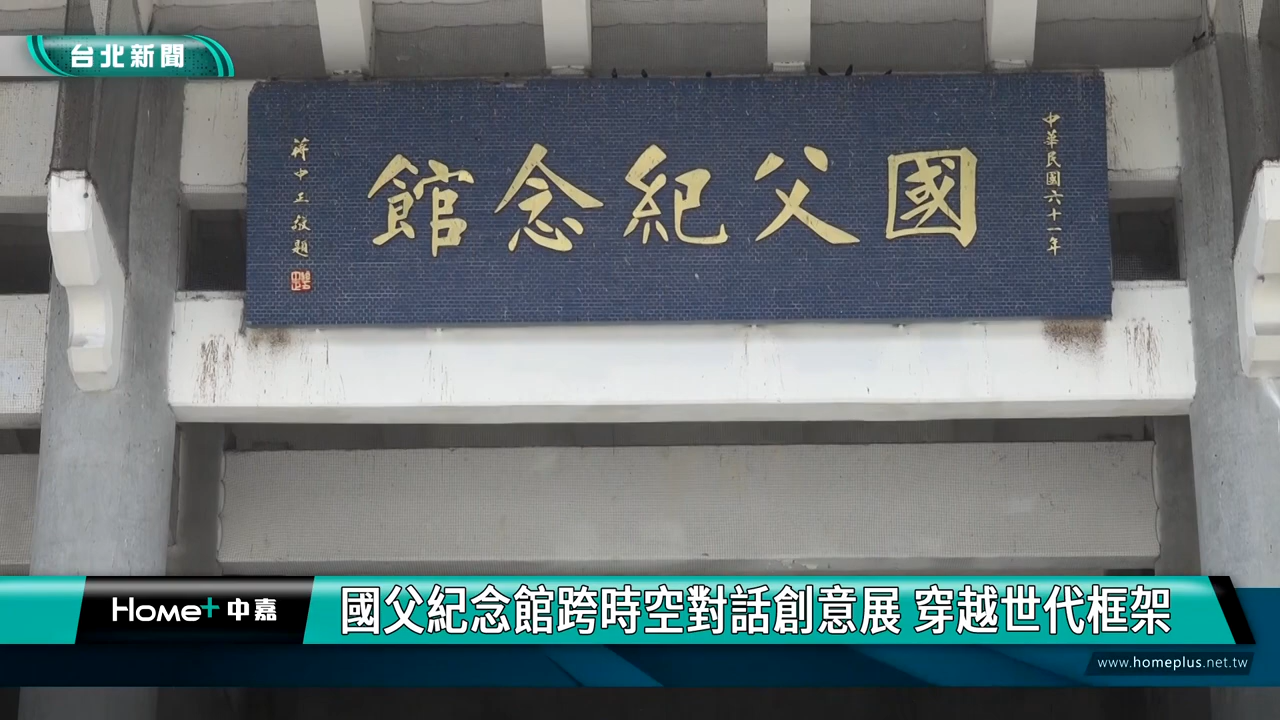 台北新聞
中華民國六十一年
國父紀念館
蔣中正敬題
Home+ 中嘉
國父紀念館跨時空對話創意展 穿越世代框架
www.homeplus.net.tw